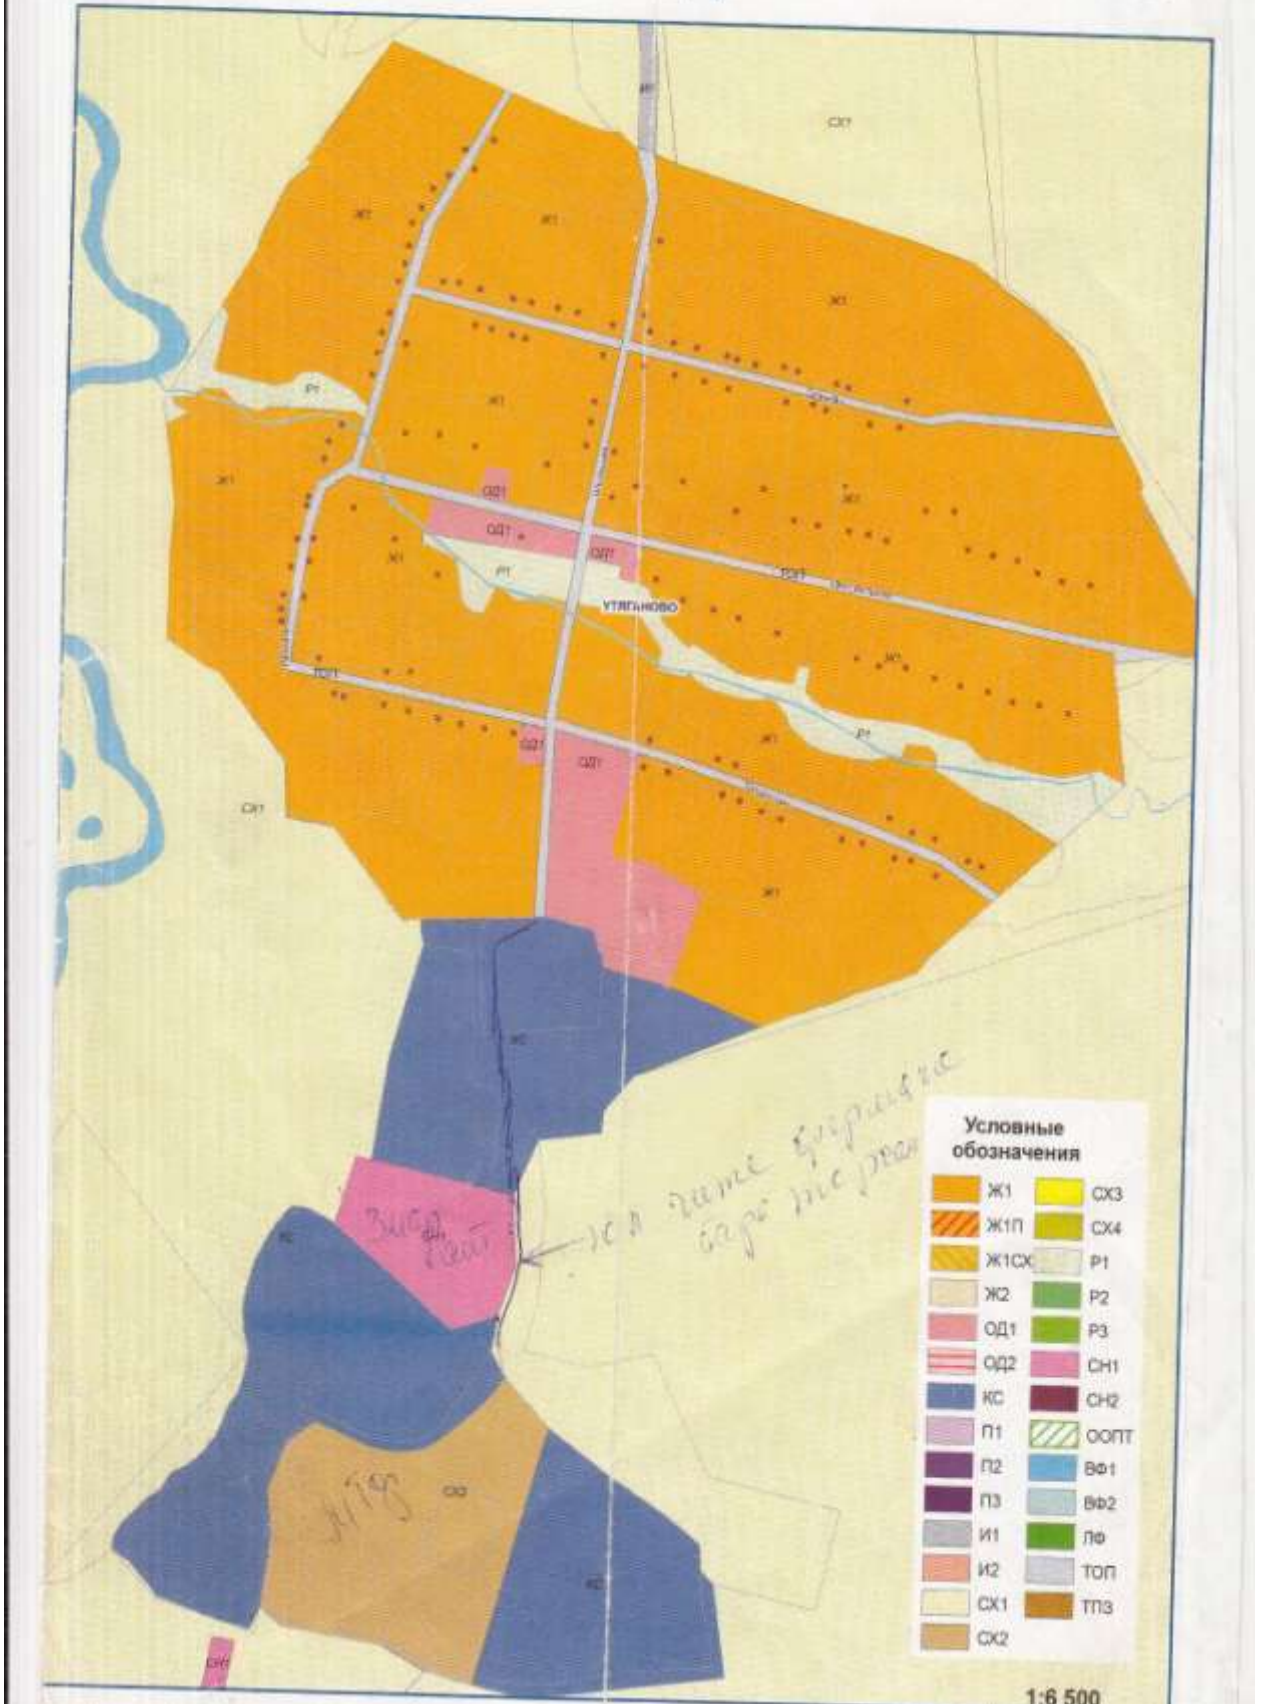 СХ1
Ж1
Ж1
Ж1
Р1
Ж1
Ж1
ОД1
Ж1
ОД1
ОД1
Ж1
Р1
ТОП
УТЯГАНОВО
Ж1
ТОП
Р1
ОД1
ОД1
Ж1
СХ1
Ж1
КС
КС
СХ2
МТФ
КС
СН1
Условные
обозначения
Ж1 СХ3
Ж1П СХ4
Ж1СХ Р1
Ж2 Р2
ОД1 Р3
ОД2 СН1
КС СН2
П1 ООПТ
П2 ВФ1
П3 ВФ2
И1 ЛФ
И2 ТОП
СХ1 ТПЗ
СХ2
1:6 500